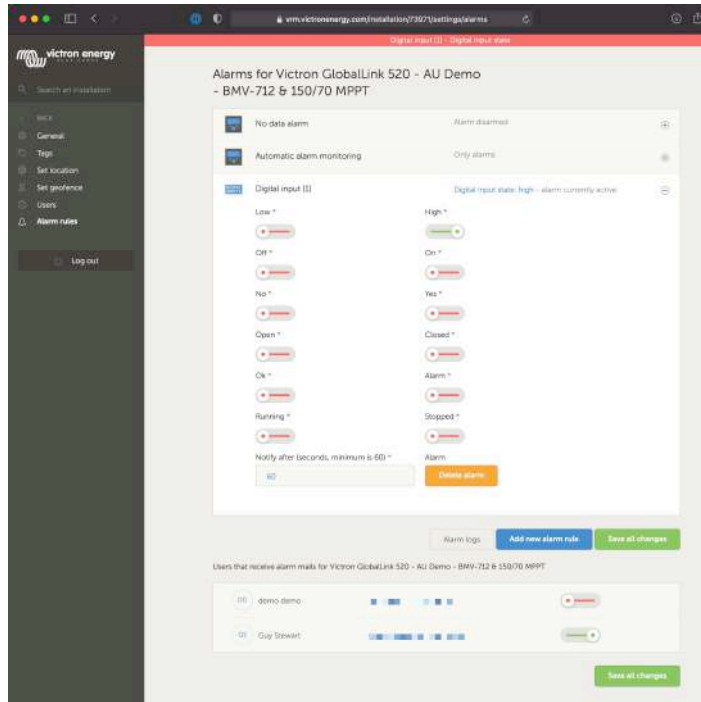 vrm.victronenergy.com/installation/73971/settings/alarms
Digital input [1] - Digital input state
victron energy
BLUE POWER
Search an installation
BACK
General
Tags
Set location
Set geofence
Users
Alarm rules
Log out
Alarms for Victron GlobalLink 520 - AU Demo
- BMV-712 & 150/70 MPPT
No data alarm
Alarm disarmed
Automatic alarm monitoring
Only alarms
Digital input [1]
Digital input state: high - alarm currently active
Low *
High *
Off *
On *
No *
Yes *
Open *
Closed *
Ok *
Alarm *
Running *
Stopped *
Notify after (seconds, minimum is 60) *
Alarm
60
Delete alarm
Alarm logs
Add new alarm rule
Save all changes
Users that receive alarm mails for Victron GlobalLink 520 - AU Demo - BMV-712 & 150/70 MPPT
demo demo
Guy Stewart
Save all changes